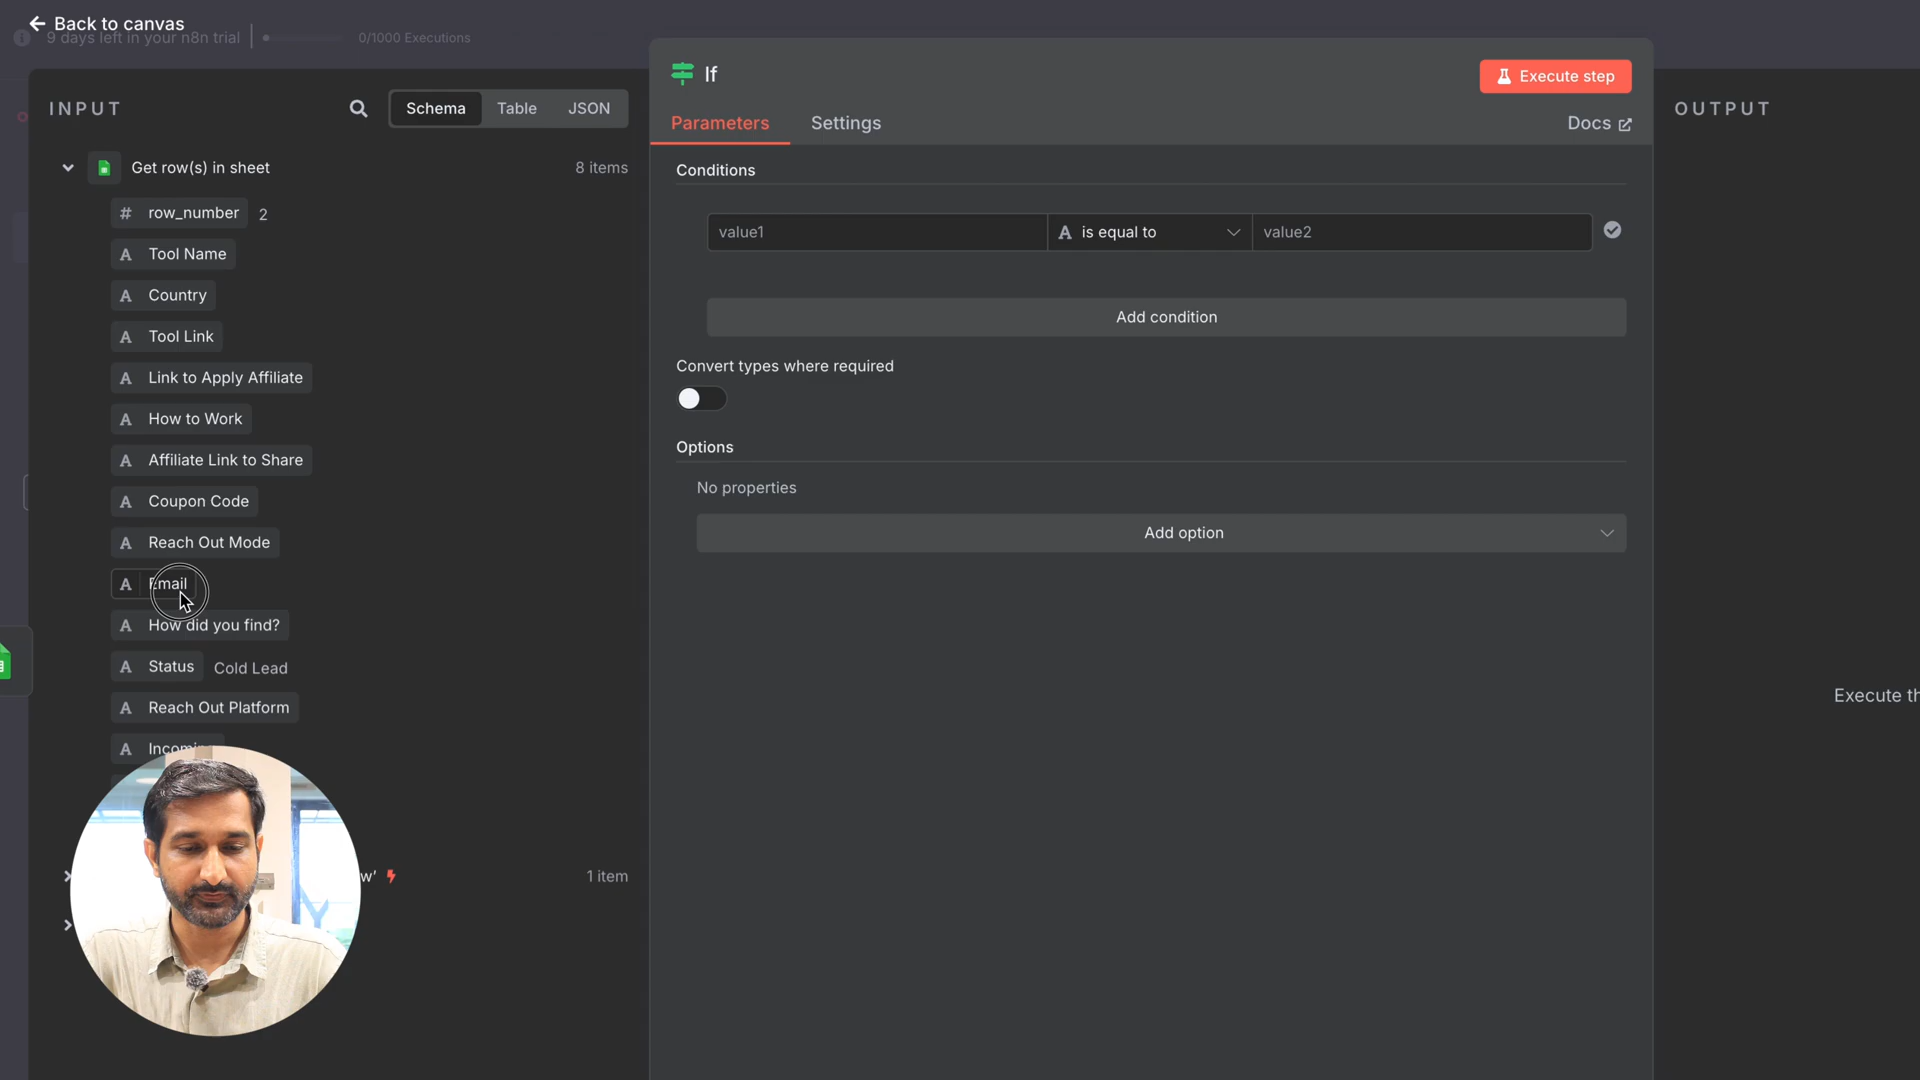 Back to canvas
9 days left in your n8n trial
0/1000 Executions
INPUT
Schema
Table
JSON
Get row(s) in sheet
8 items
# row_number 2
A Tool Name
A Country
A Tool Link
A Link to Apply Affiliate
A How to Work
A Affiliate Link to Share
A Coupon Code
A Reach Out Mode
A Email
A How did you find?
A Status Cold Lead
A Reach Out Platform
A
w'
1 item
If
Execute step
Parameters
Settings
Docs
Conditions
value1
A is equal to
value2
Add condition
Convert types where required
Options
No properties
Add option
OUTPUT
Execute th